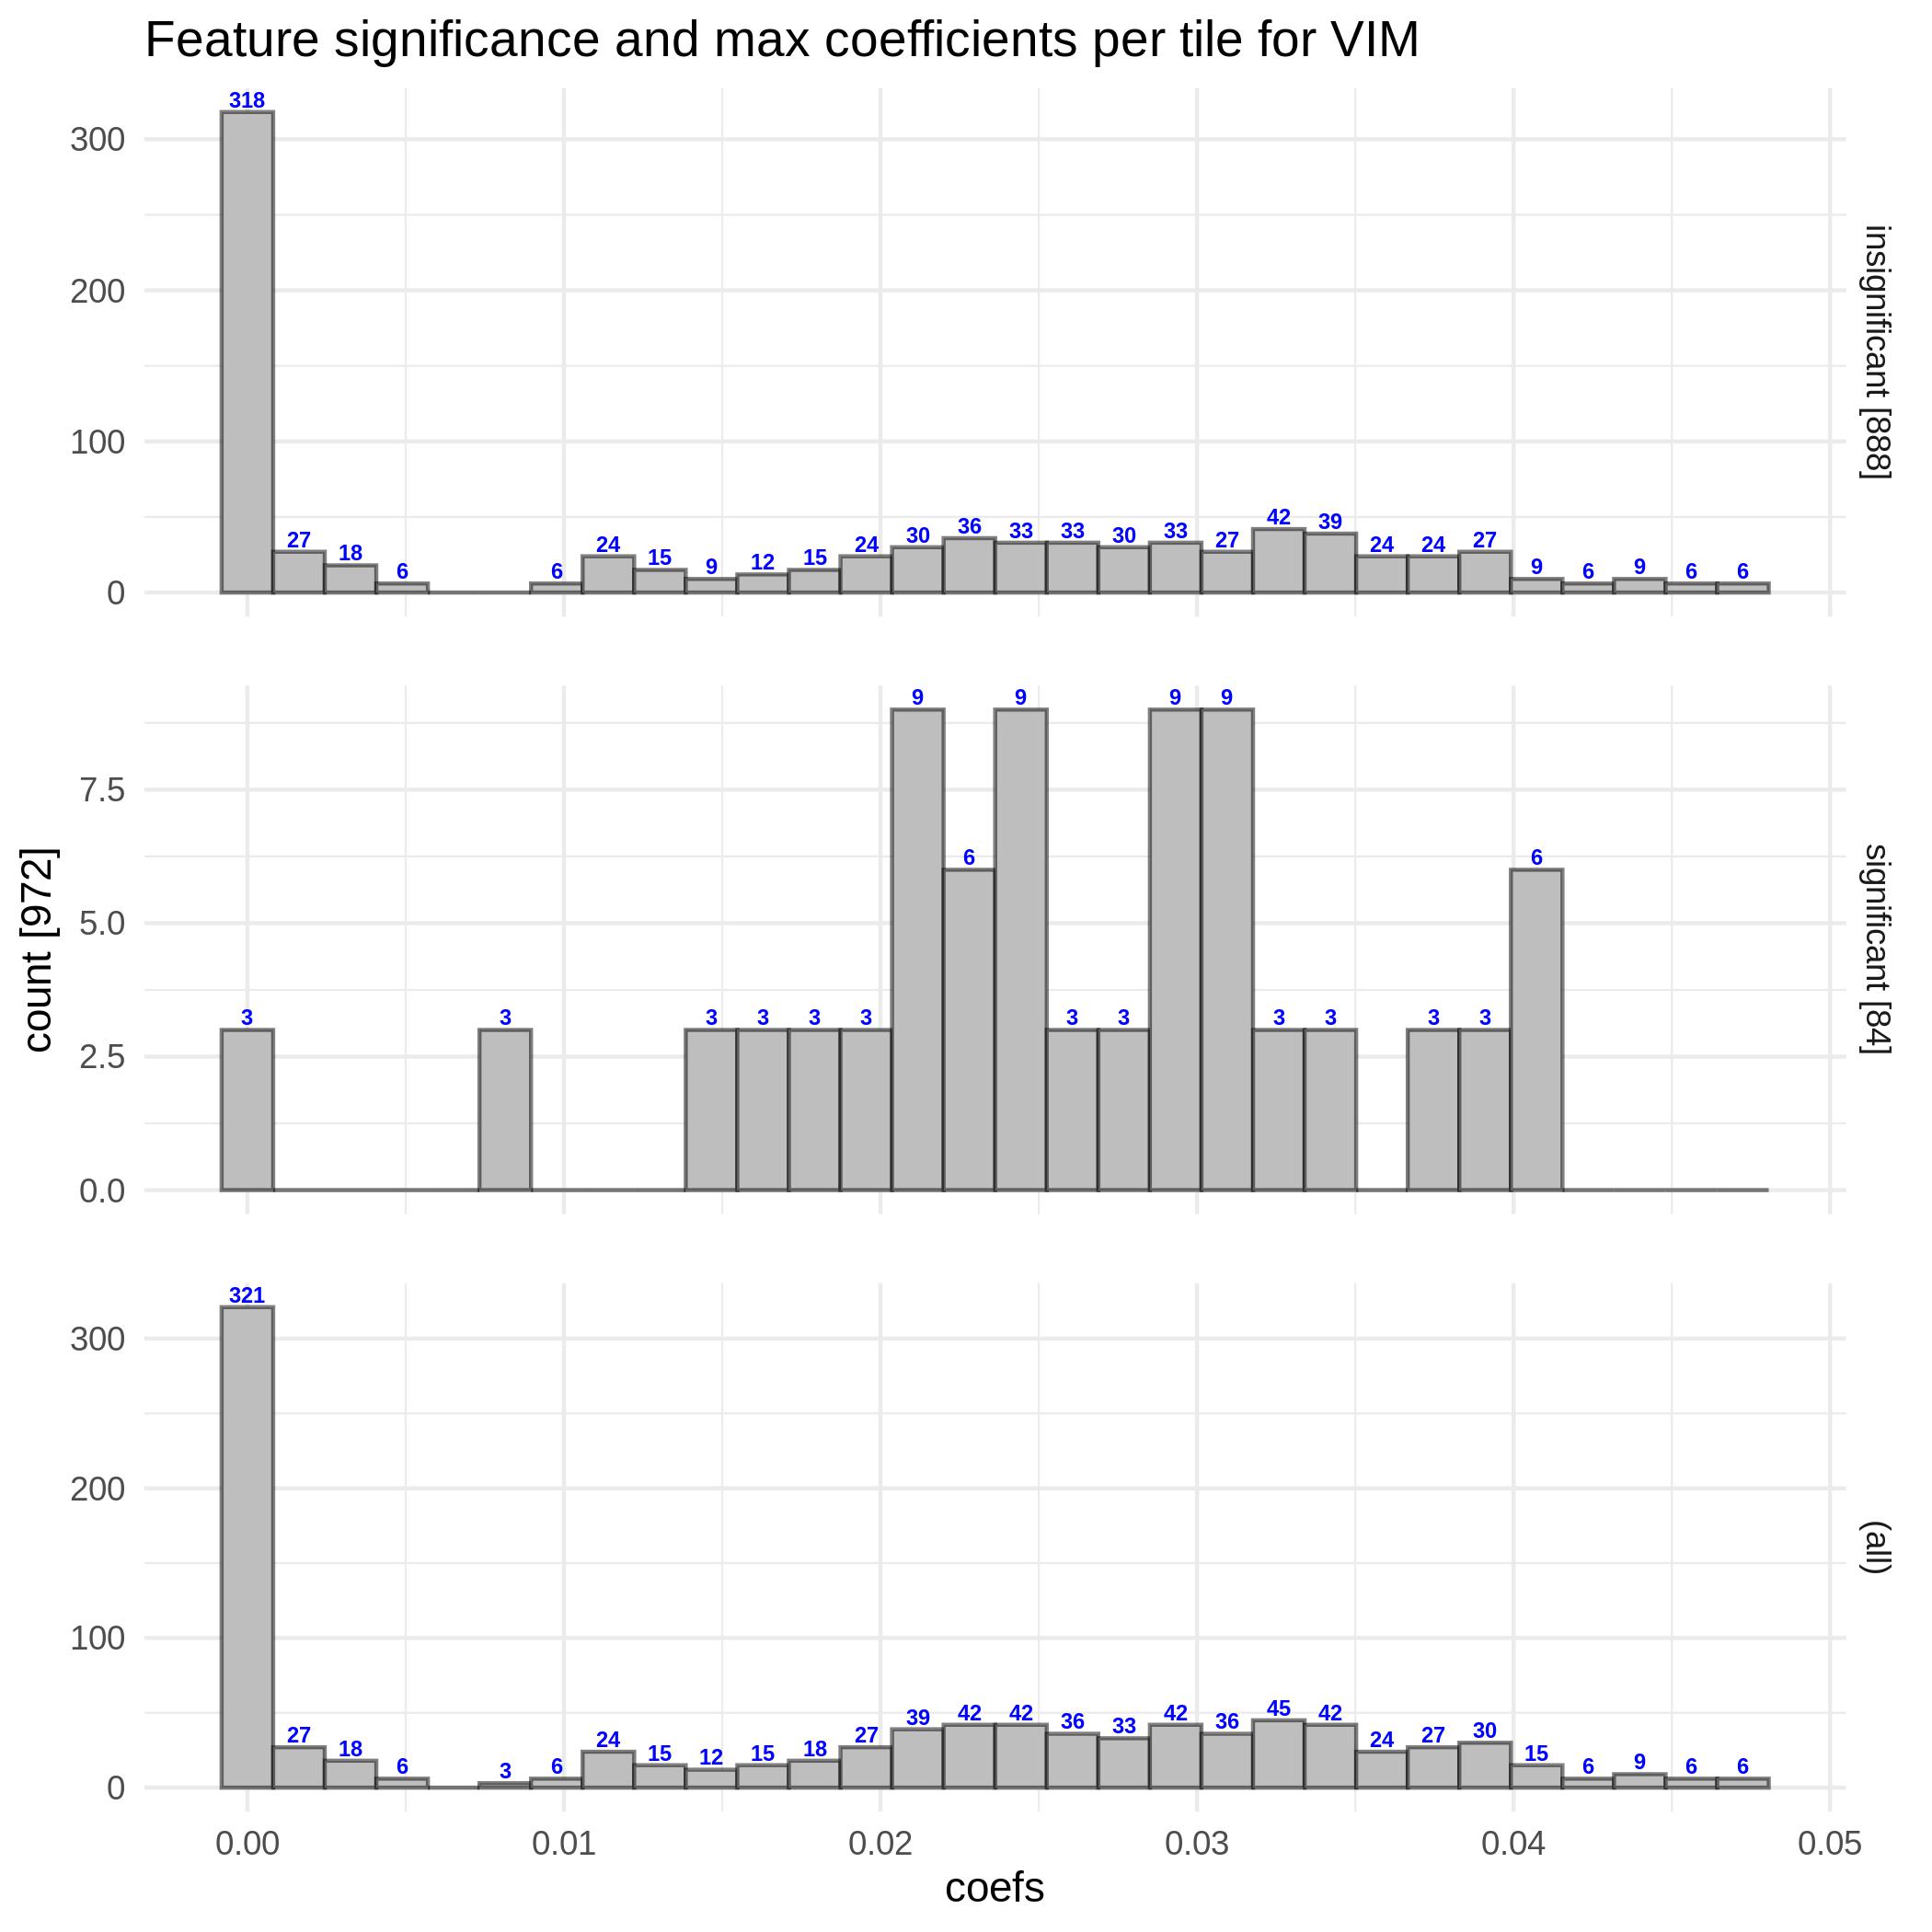 Feature significance and max coefficients per tile for VIM
318
300
200
100
0
27 18 6 6 24 15 9 12 15 24 30 36 33 33 30 33 27 42 39 24 24 27 9 6 9 6 6
insignificant [888]
count [972]
9 9 9 9
7.5
6 6
5.0
3 3 3 3 3 3 3 3 3 3 3 3
2.5
0.0
significant [84]
321
300
200
100
0
27 18 6 3 6 24 15 12 15 18 27 39 42 42 36 33 42 36 45 42 24 27 30 15 6 9 6 6
(all)
0.00 0.01 0.02 0.03 0.04 0.05
coefs